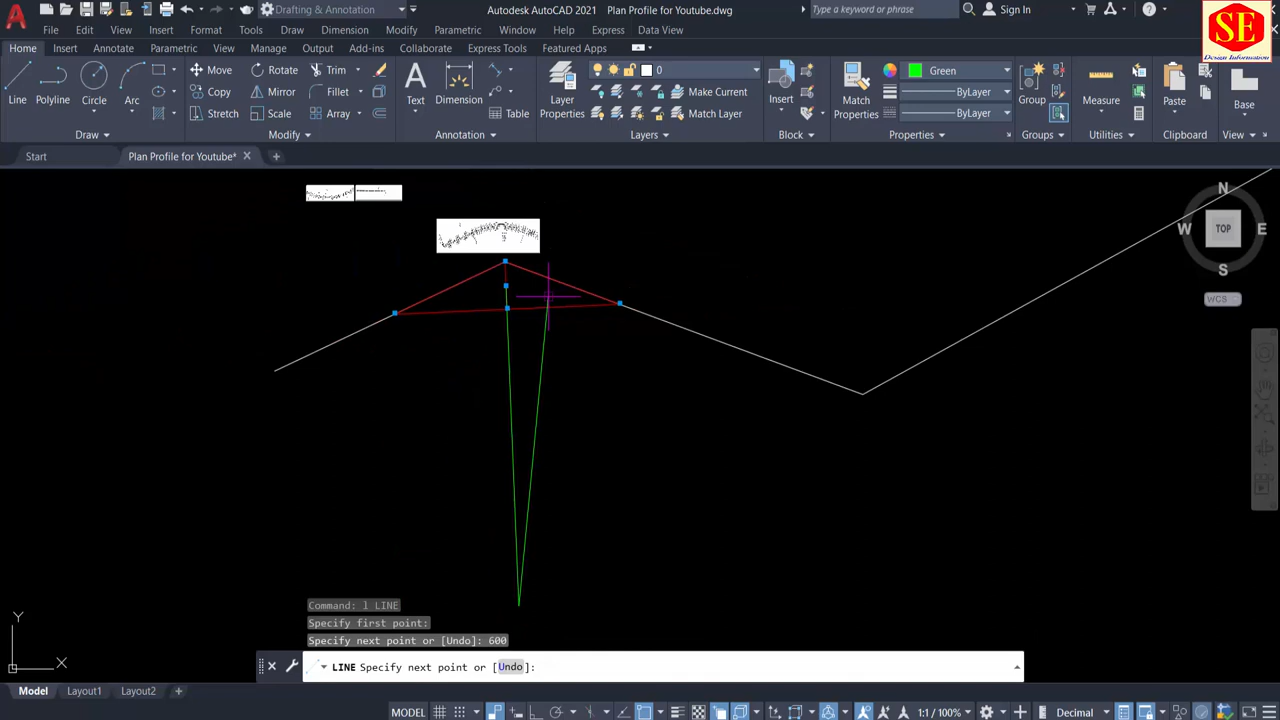 Drafting & Annotation
Autodesk AutoCAD 2021 Plan Profile for Youtube.dwg
Type a keyword or phrase
Sign In
SE
Design Information
File Edit View Insert Format Tools Draw Dimension Modify Parametric Window Help Express Data View
Home Insert Annotate Parametric View Manage Output Add-ins Collaborate Express Tools Featured Apps
Line Polyline Circle Arc
Move Rotate Trim
Copy Mirror Fillet
Stretch Scale Array
Text Dimension Table
Layer Properties
0
Make Current
Match Layer
Insert
Match Properties
Green
ByLayer
ByLayer
Group
Measure
Paste
Base
Draw Modify Annotation Layers Block Properties Groups Utilities Clipboard View
Start Plan Profile for Youtube*
N
W TOP E
S
WCS
Y
X
Command: l LINE
Specify first point:
Specify next point or [Undo]: 600
LINE Specify next point or [Undo]:
Model Layout1 Layout2
MODEL 1:1 / 100% Decimal